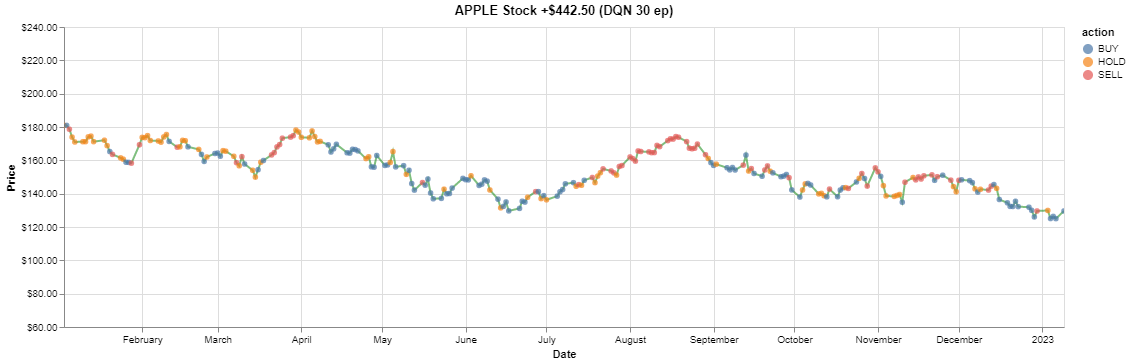 APPLE Stock +$442.50 (DQN 30 ep)
$240.00
$220.00
$200.00
$180.00
$160.00
$140.00
$120.00
$100.00
$80.00
$60.00
Price
February March April May June July August September October November December 2023
Date
action
BUY
HOLD
SELL